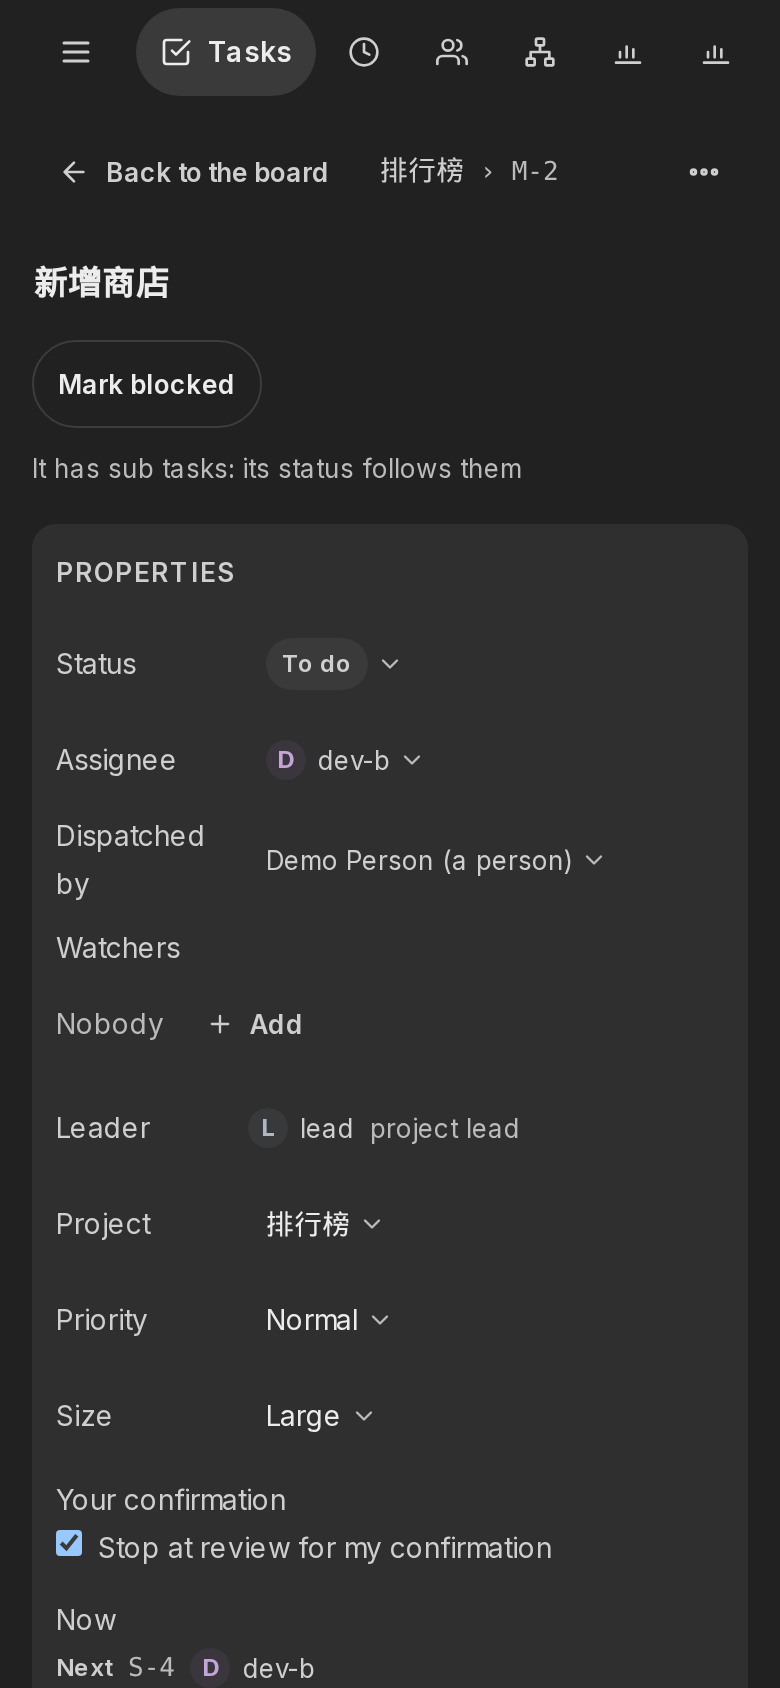 Tasks
Back to the board 排行榜 › M-2
新增商店
Mark blocked
It has sub tasks: its status follows them
PROPERTIES
Status To do
Assignee D dev-b
Dispatched by Demo Person (a person)
Watchers
Nobody + Add
Leader L lead project lead
Project 排行榜
Priority Normal
Size Large
Your confirmation
Stop at review for my confirmation
Now
Next S-4 D dev-b